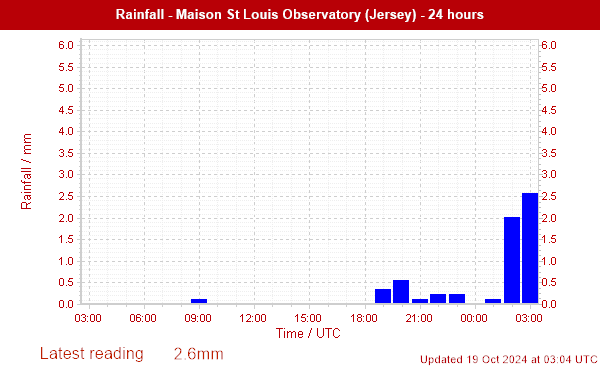 Rainfall - Maison St Louis Observatory (Jersey) - 24 hours
6.0 6.0
5.5 5.5
5.0 5.0
4.5 4.5
4.0 4.0
3.5 3.5
3.0 3.0
2.5 2.5
2.0 2.0
1.5 1.5
1.0 1.0
0.5 0.5
0.0 0.0
Rainfall / mm
03:00 06:00 09:00 12:00 15:00 18:00 21:00 00:00 03:00
Time / UTC
Latest reading 2.6mm
Updated 19 Oct 2024 at 03:04 UTC